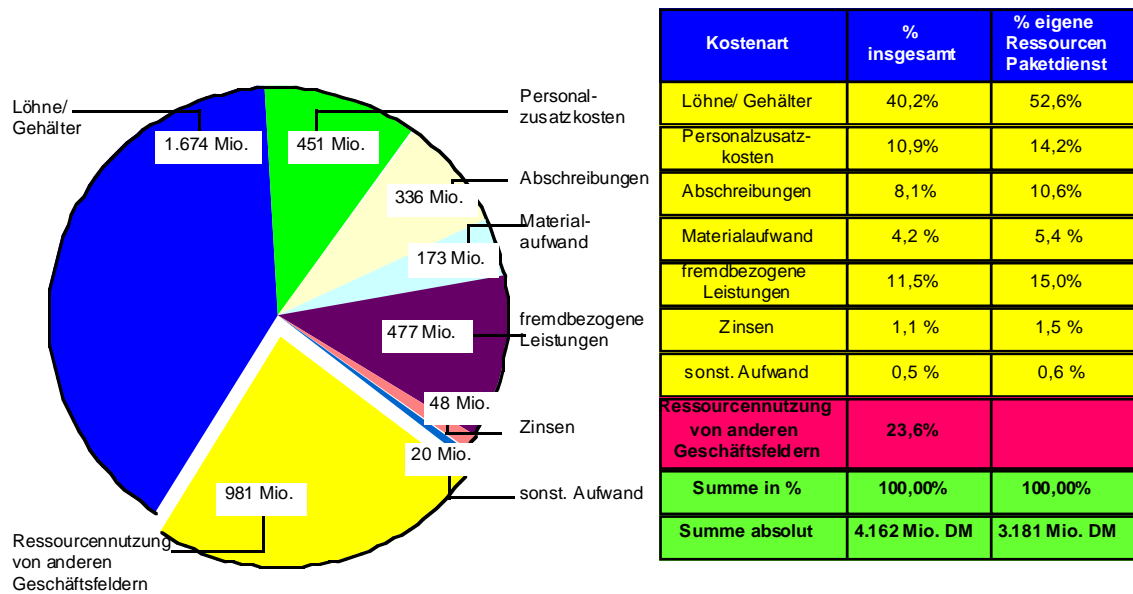 Löhne/
Gehälter
1.674 Mio.
451 Mio.
Personal-
zusatzkosten
336 Mio.
Abschreibungen
173 Mio.
Material-
aufwand
477 Mio.
fremdbezogene
Leistungen
48 Mio.
Zinsen
20 Mio.
sonst. Aufwand
981 Mio.
Ressourcennutzung
von anderen
Geschäftsfeldern
Kostenart
%
insgesamt
% eigene
Ressourcen
Paketdienst
Löhne/ Gehälter 40,2% 52,6%
Personalzusatz-
kosten
10,9% 14,2%
Abschreibungen 8,1% 10,6%
Materialaufwand 4,2 % 5,4 %
fremdbezogene
Leistungen
11,5% 15,0%
Zinsen 1,1 % 1,5 %
sonst. Aufwand 0,5 % 0,6 %
Ressourcennutzung
von anderen
Geschäftsfeldern
23,6%
Summe in % 100,00% 100,00%
Summe absolut 4.162 Mio. DM 3.181 Mio. DM